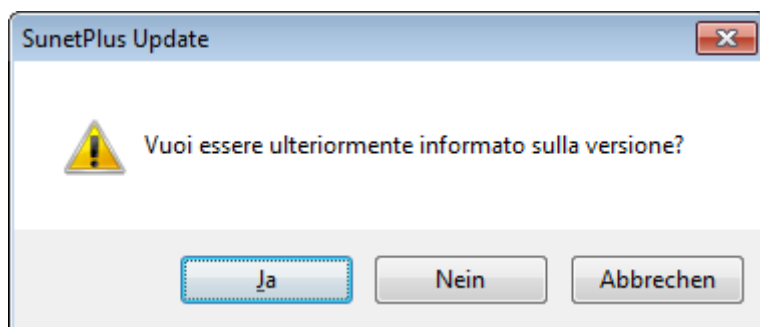 SunetPlus Update
Vuoi essere ulteriormente informato sulla versione?
Ja
Nein
Abbrechen